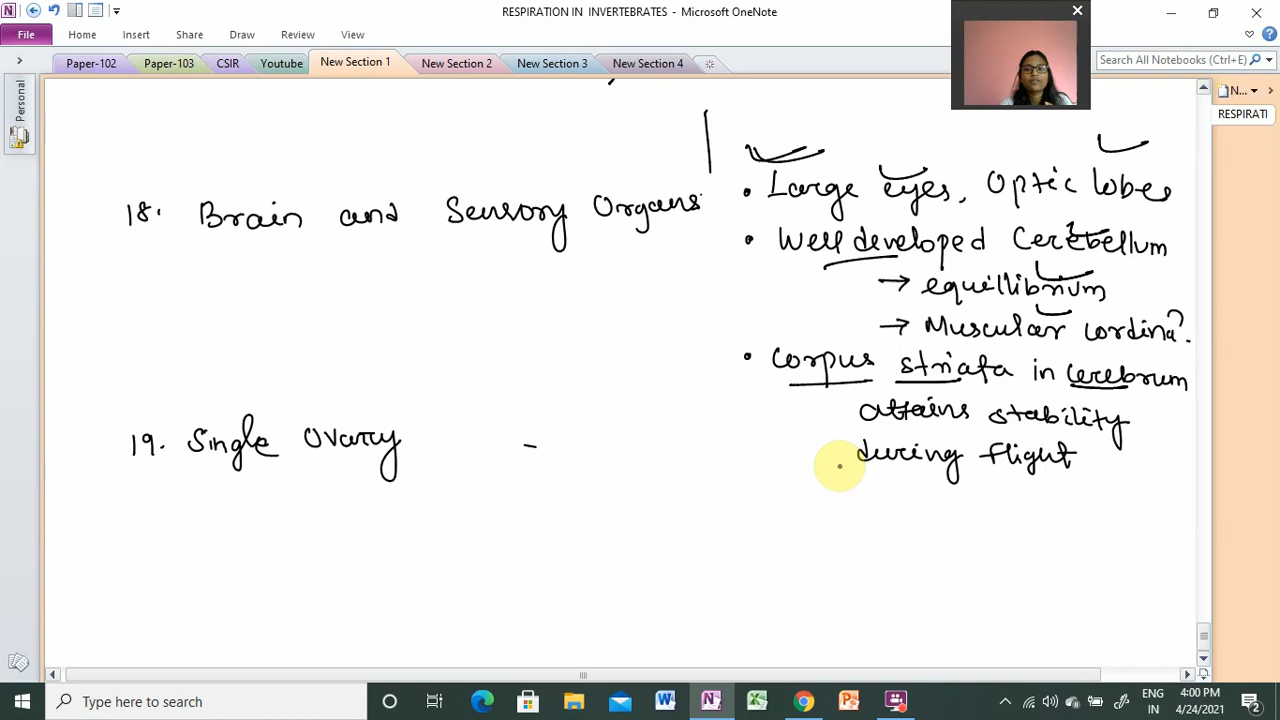 RESPIRATION IN INVERTEBRATES - Microsoft OneNote
File Home Insert Share Draw Review View
Paper-102 Paper-103 CSIR Youtube New Section 1 New Section 2 New Section 3 New Section 4
Search All Notebooks (Ctrl+E)
Personal
N...
RESPIRATI
• Large eyes, Optic lobes
18. Brain and Sensory Organs
• Well developed Cerebellum
→ equillibrium
→ Muscular cordina?.
• Corpus striata in cerebrum
attains stability
during flight
19. Single Ovary -
Type here to search
ENG
IN
4:00 PM
4/24/2021
2